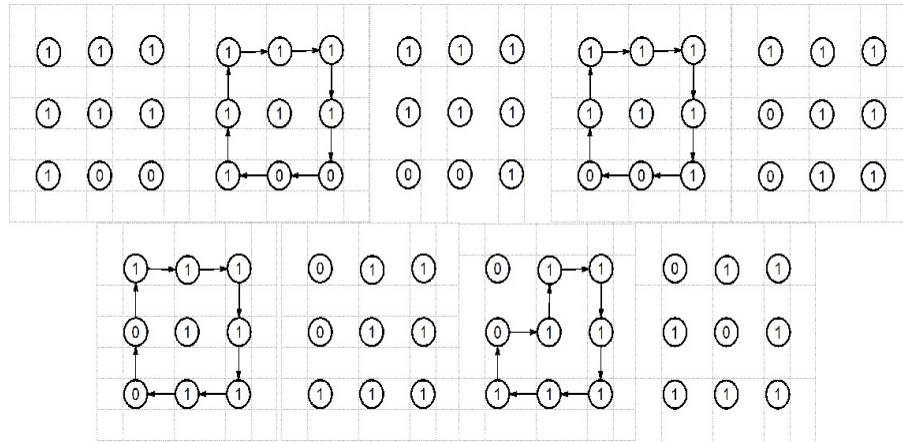 1 1 1 1 1 1 1 1 1 1 1 1 1 1 1
1 1 1 1 1 1 1 1 1 1 1 1 0 1 1
1 0 0 1 0 0 0 0 1 0 0 1 0 1 1
1 1 1 0 1 1 0 1 1 0 1 1
0 1 1 0 1 1 0 1 1 1 0 1
0 1 1 1 1 1 1 1 1 1 1 1